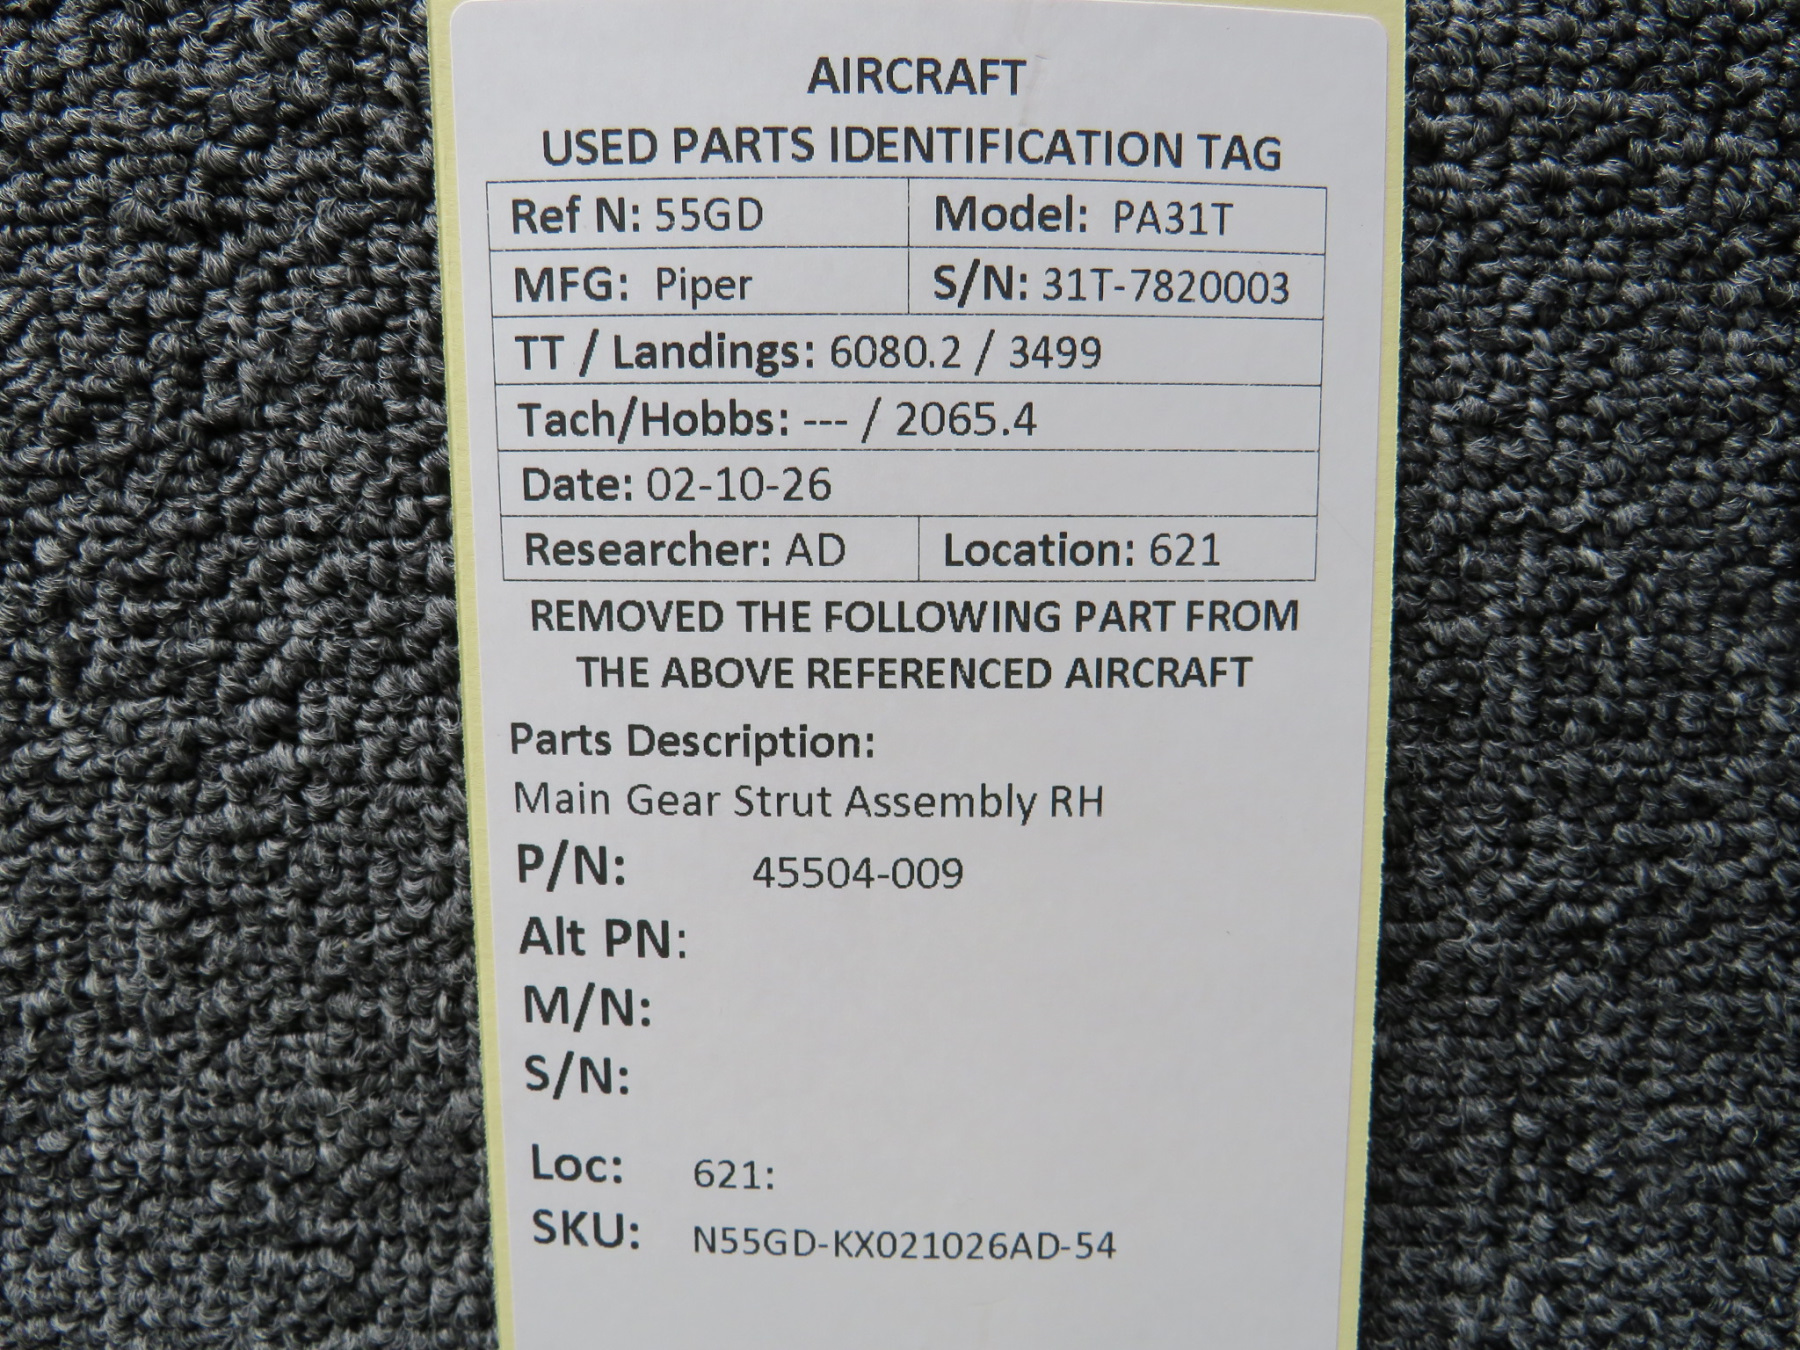 AIRCRAFT
USED PARTS IDENTIFICATION TAG
Ref N: 55GD Model: PA31T
MFG: Piper S/N: 31T-7820003
TT / Landings: 6080.2 / 3499
Tach/Hobbs: --- / 2065.4
Date: 02-10-26
Researcher: AD Location: 621
REMOVED THE FOLLOWING PART FROM
THE ABOVE REFERENCED AIRCRAFT
Parts Description:
Main Gear Strut Assembly RH
P/N: 45504-009
Alt PN:
M/N:
S/N:
Loc: 621:
SKU: N55GD-KX021026AD-54